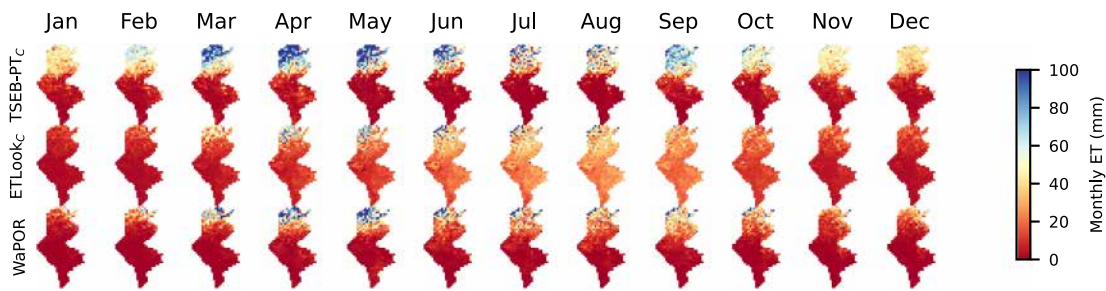 Jan Feb Mar Apr May Jun Jul Aug Sep Oct Nov Dec
TSEB-PT_C
ETLook_C
WaPOR
100
80
60
40
20
0
Monthly ET (mm)